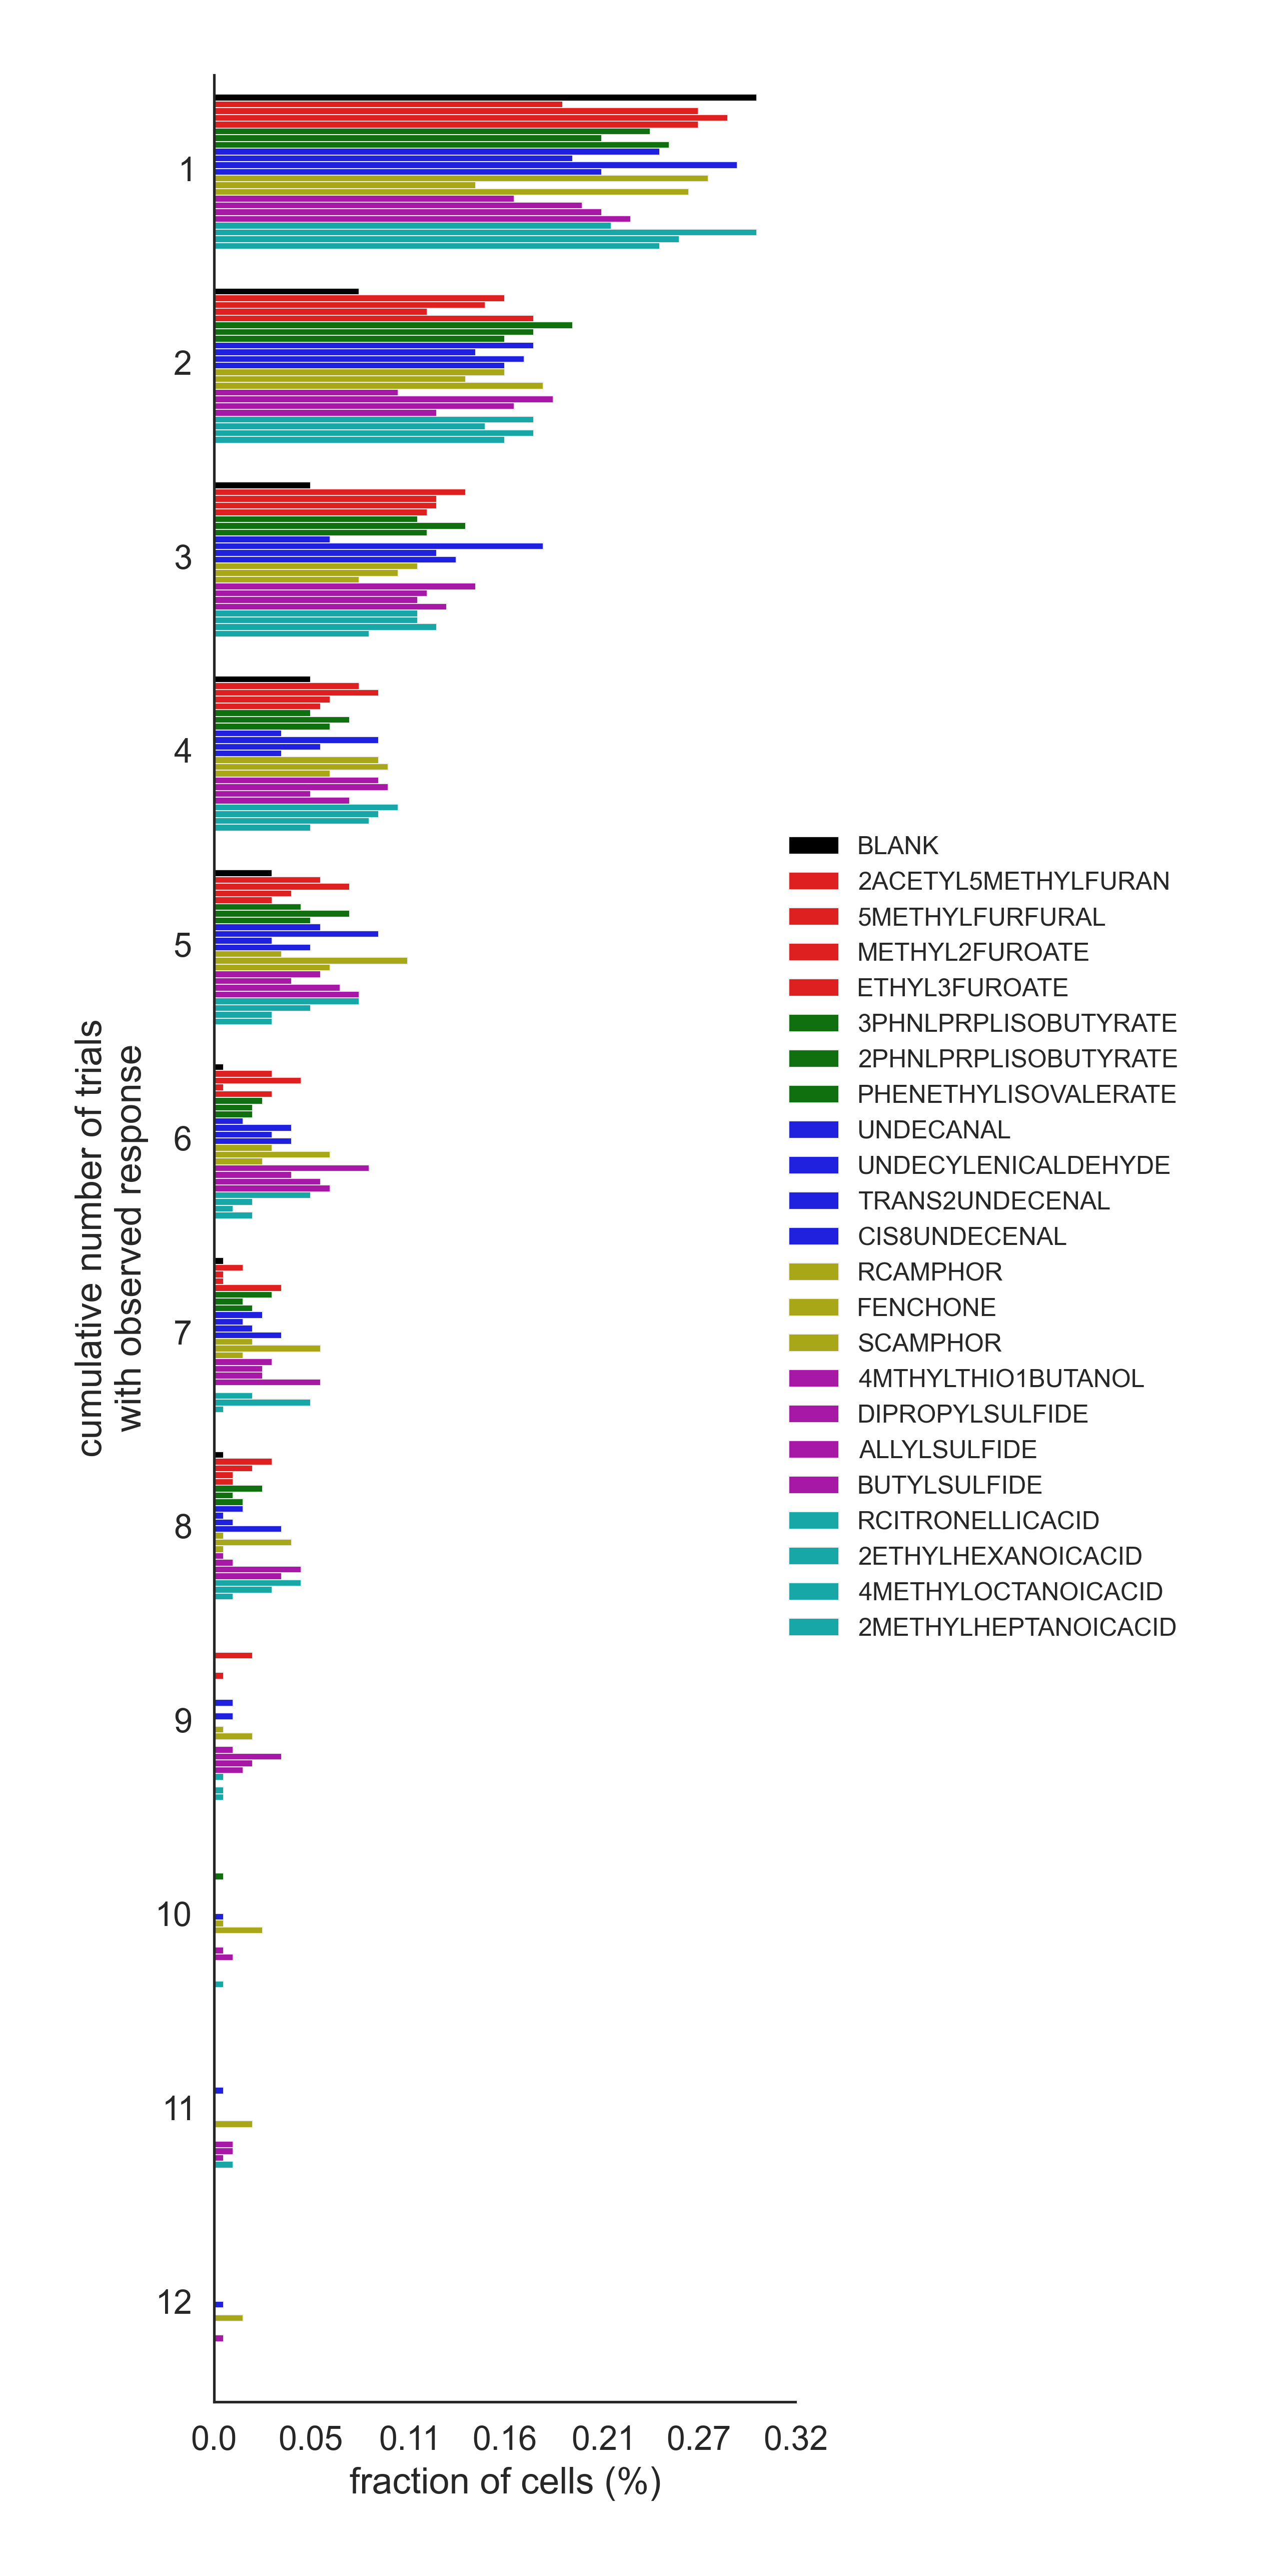 1
2
3
4
5
6
7
8
9
10
11
12
cumulative number of trials
with observed response
0.0 0.05 0.11 0.16 0.21 0.27 0.32
fraction of cells (%)
BLANK
2ACETYL5METHYLFURAN
5METHYLFURFURAL
METHYL2FUROATE
ETHYL3FUROATE
3PHNLPRPLISOBUTYRATE
2PHNLPRPLISOBUTYRATE
PHENETHYLISOVALERATE
UNDECANAL
UNDECYLENICALDEHYDE
TRANS2UNDECENAL
CIS8UNDECENAL
RCAMPHOR
FENCHONE
SCAMPHOR
4MTHYLTHIO1BUTANOL
DIPROPYLSULFIDE
ALLYLSULFIDE
BUTYLSULFIDE
RCITRONELLICACID
2ETHYLHEXANOICACID
4METHYLOCTANOICACID
2METHYLHEPTANOICACID